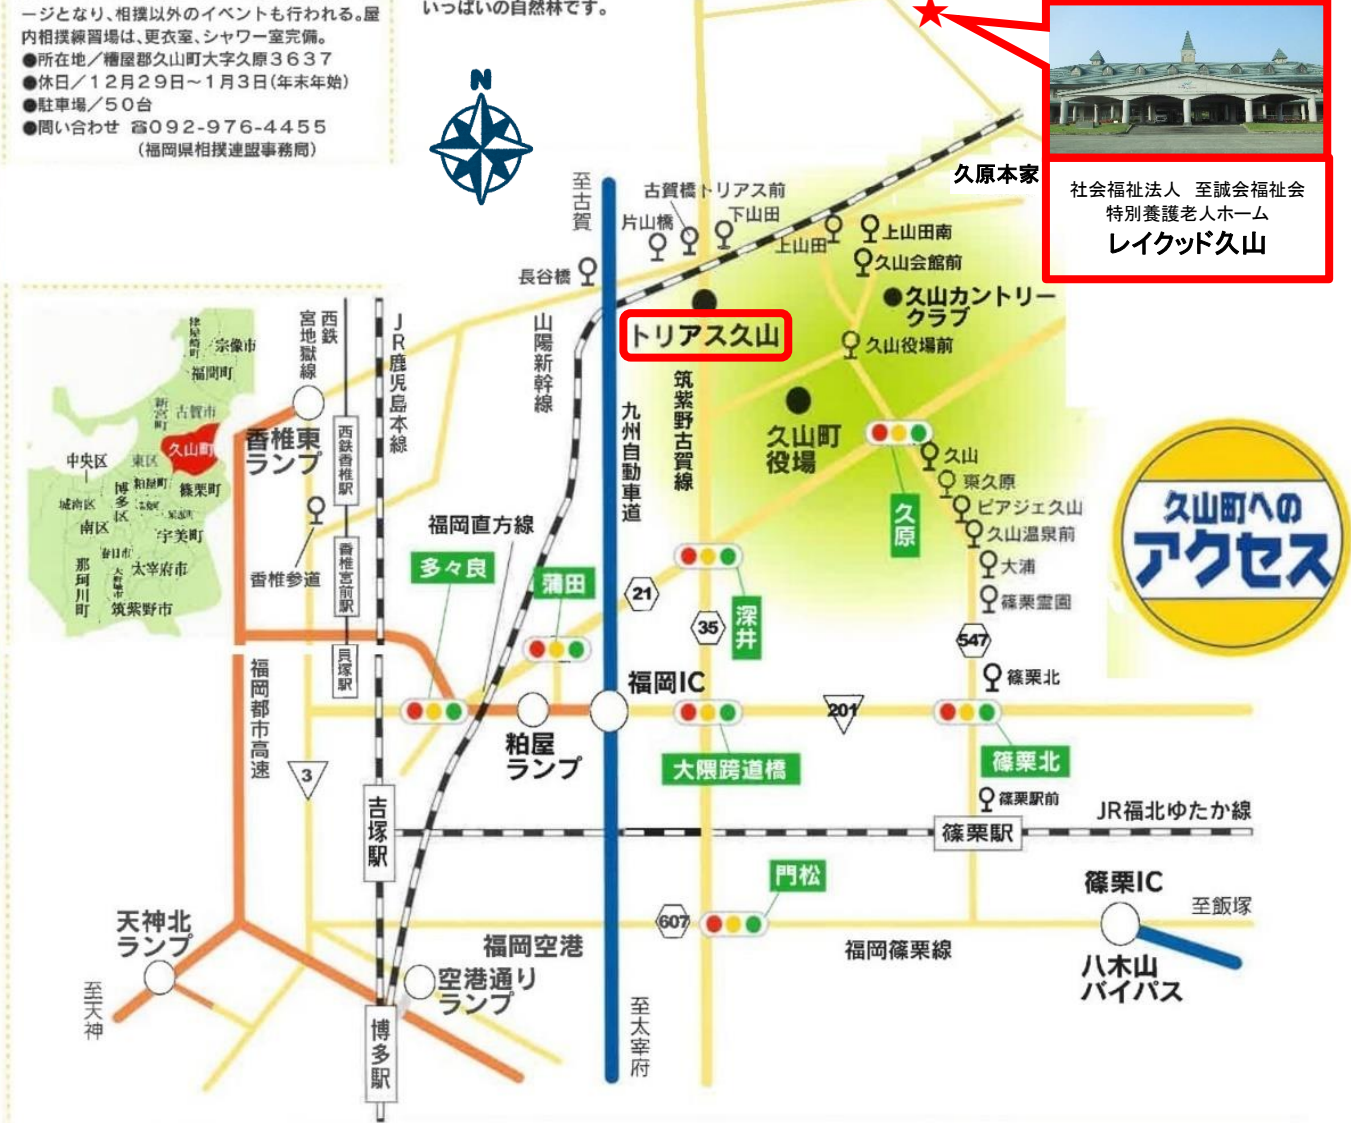 ージとなり、相撲以外のイベントも行われる。屋
内相撲練習場は、更衣室、シャワー室完備。
●所在地／糟屋郡久山町大字久原3637
●休日／12月29日～1月3日(年末年始)
●駐車場／50台
●問い合わせ ☎092-976-4455
(福岡県相撲連盟事務局)
いっぱいの自然林です。
N
社会福祉法人 至誠会福祉会
特別養護老人ホーム
レイクッド久山
久原本家
至古賀
古賀橋トリアス前
片山橋
下山田
上山田
上山田南
久山会館前
長谷橋
久山カントリー
クラブ
トリアス久山
久山役場前
西鉄
宮地嶽線
JR鹿児島本線
山陽新幹線
九州自動車道
筑紫野古賀線
久山町
役場
津屋崎町
宗像市
福間町
新宮町
古賀市
久山町
中央区
東区
粕屋町
篠栗町
城南区
博多区
南区
宇美町
春日市
那珂川町
大野城市
太宰府市
筑紫野市
香椎東
ランプ
西鉄香椎駅
香椎参道
香椎宮前駅
貝塚駅
福岡直方線
多々良
蒲田
21
35
深井
久原
久山
東久原
ピアジェ久山
久山温泉前
大浦
篠栗霊園
547
篠栗北
久山町への
アクセス
福岡都市高速
3
福岡IC
粕屋
ランプ
大隈跨道橋
201
篠栗北
篠栗駅前
吉塚駅
篠栗駅
JR福北ゆたか線
門松
607
篠栗IC
至飯塚
福岡篠栗線
八木山
バイパス
天神北
ランプ
至天神
福岡空港
空港通り
ランプ
博多駅
至太宰府